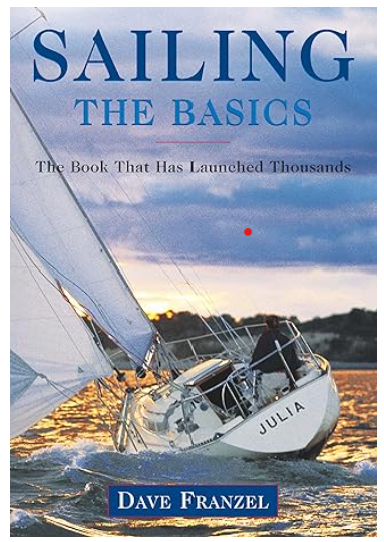 SAILING
THE BASICS
The Book That Has Launched Thousands
JULIA
DAVE FRANZEL